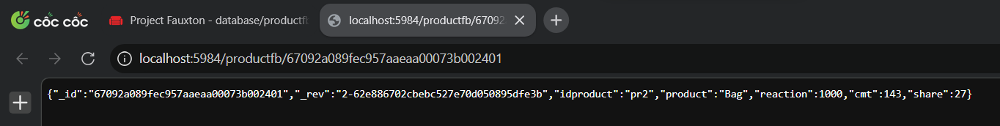 cốc cốc
Project Fauxton - database/productfb
localhost:5984/productfb/67092
localhost:5984/productfb/67092a089fec957aaeaa00073b002401
{"_id":"67092a089fec957aaeaa00073b002401","_rev":"2-62e886702cbebc527e70d050895dfe3b","idproduct":"pr2","product":"Bag","reaction":1000,"cmt":143,"share":27}